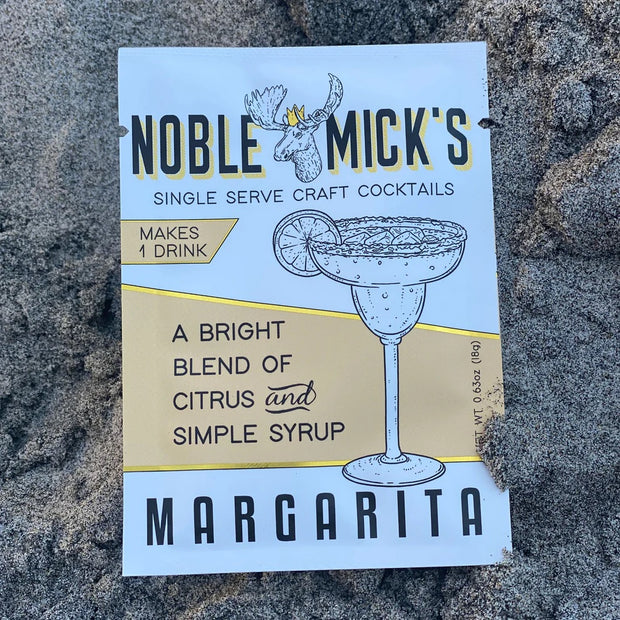 NOBLE MICK'S
SINGLE SERVE CRAFT COCKTAILS
MAKES
1 DRINK
A BRIGHT
BLEND OF
CITRUS and
SIMPLE SYRUP
WT. 0.63oz (18g)
MARGARITA